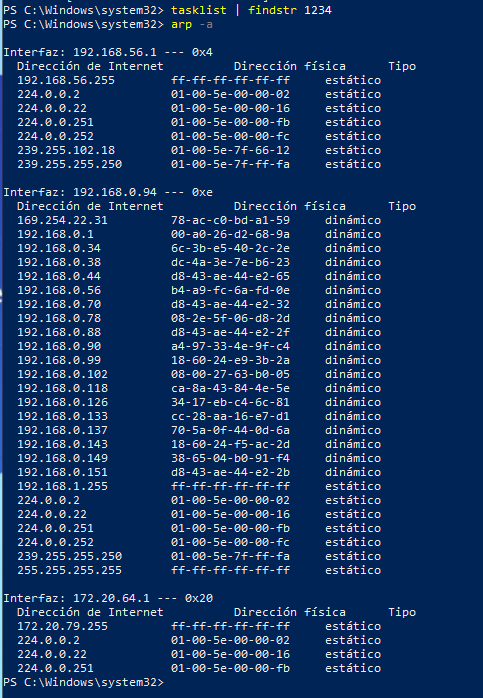 PS C:\Windows\system32> tasklist | findstr 1234
PS C:\Windows\system32> arp -a
Interfaz: 192.168.56.1 --- 0x4
Dirección de Internet Dirección física Tipo
192.168.56.255 ff-ff-ff-ff-ff-ff estático
224.0.0.2 01-00-5e-00-00-02 estático
224.0.0.22 01-00-5e-00-00-16 estático
224.0.0.251 01-00-5e-00-00-fb estático
224.0.0.252 01-00-5e-00-00-fc estático
239.255.102.18 01-00-5e-7f-66-12 estático
239.255.255.250 01-00-5e-7f-ff-fa estático
Interfaz: 192.168.0.94 --- 0xe
Dirección de Internet Dirección física Tipo
169.254.22.31 78-ac-c0-bd-a1-59 dinámico
192.168.0.1 00-a0-26-d2-68-9a dinámico
192.168.0.34 6c-3b-e5-40-2c-2e dinámico
192.168.0.38 dc-4a-3e-7e-b6-23 dinámico
192.168.0.44 d8-43-ae-44-e2-65 dinámico
192.168.0.56 b4-a9-fc-6a-fd-0e dinámico
192.168.0.70 d8-43-ae-44-e2-32 dinámico
192.168.0.78 08-2e-5f-06-d8-2d dinámico
192.168.0.88 d8-43-ae-44-e2-2f dinámico
192.168.0.90 a4-97-33-4e-9f-c4 dinámico
192.168.0.99 18-60-24-e9-3b-2a dinámico
192.168.0.102 08-00-27-63-b0-05 dinámico
192.168.0.118 ca-8a-43-84-4e-5e dinámico
192.168.0.126 34-17-eb-c4-6c-81 dinámico
192.168.0.133 cc-28-aa-16-e7-d1 dinámico
192.168.0.137 70-5a-0f-44-0d-6a dinámico
192.168.0.143 18-60-24-f5-ac-2d dinámico
192.168.0.149 38-65-04-b0-91-f4 dinámico
192.168.0.151 d8-43-ae-44-e2-2b dinámico
192.168.1.255 ff-ff-ff-ff-ff-ff estático
224.0.0.2 01-00-5e-00-00-02 estático
224.0.0.22 01-00-5e-00-00-16 estático
224.0.0.251 01-00-5e-00-00-fb estático
224.0.0.252 01-00-5e-00-00-fc estático
239.255.255.250 01-00-5e-7f-ff-fa estático
255.255.255.255 ff-ff-ff-ff-ff-ff estático
Interfaz: 172.20.64.1 --- 0x20
Dirección de Internet Dirección física Tipo
172.20.79.255 ff-ff-ff-ff-ff-ff estático
224.0.0.2 01-00-5e-00-00-02 estático
224.0.0.22 01-00-5e-00-00-16 estático
224.0.0.251 01-00-5e-00-00-fb estático
PS C:\Windows\system32>